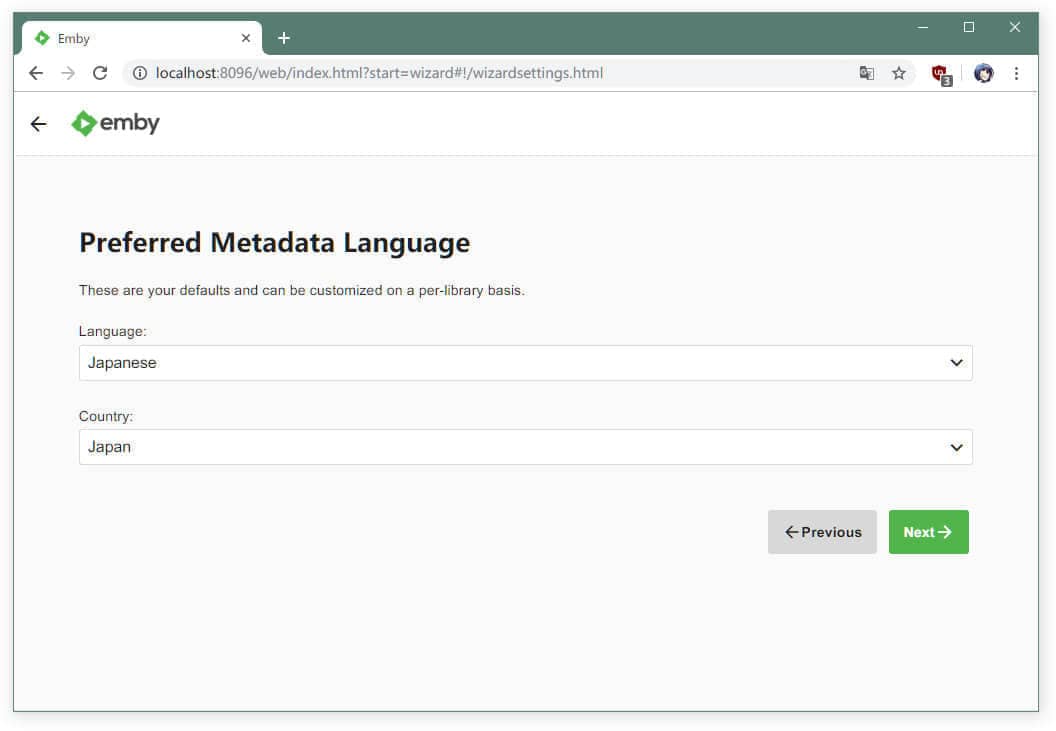 Emby
localhost:8096/web/index.html?start=wizard#!/wizardsettings.html
3
emby
Preferred Metadata Language
These are your defaults and can be customized on a per-library basis.
Language:
Japanese
Country:
Japan
Previous
Next